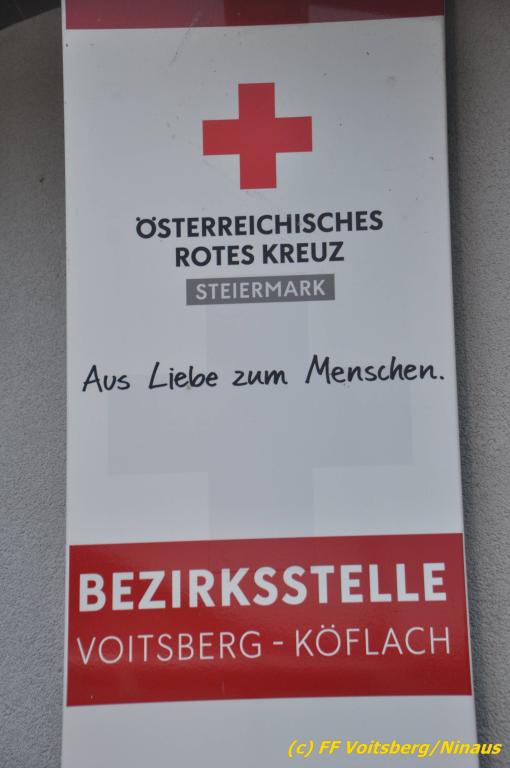 ÖSTERREICHISCHES
ROTES KREUZ
STEIERMARK
Aus Liebe zum Menschen.
BEZIRKSSTELLE
VOITSBERG - KÖFLACH
(c) FF Voitsberg/Ninaus